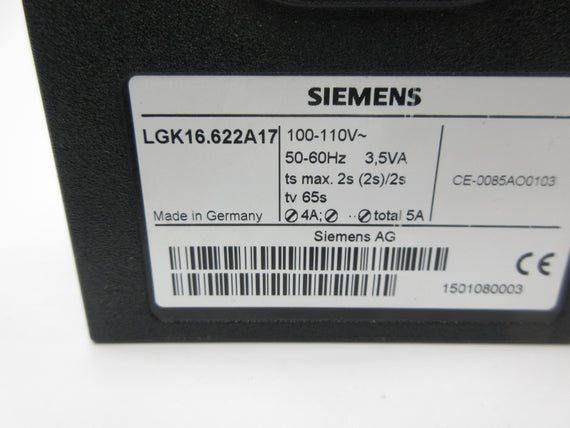 SIEMENS
LGK16.622A17
100-110V~
50-60Hz 3,5VA
ts max. 2s (2s)/2s
tv 65s
Made in Germany
4A; ·· total 5A
CE-0085AO0103
Siemens AG
CE
1501080003